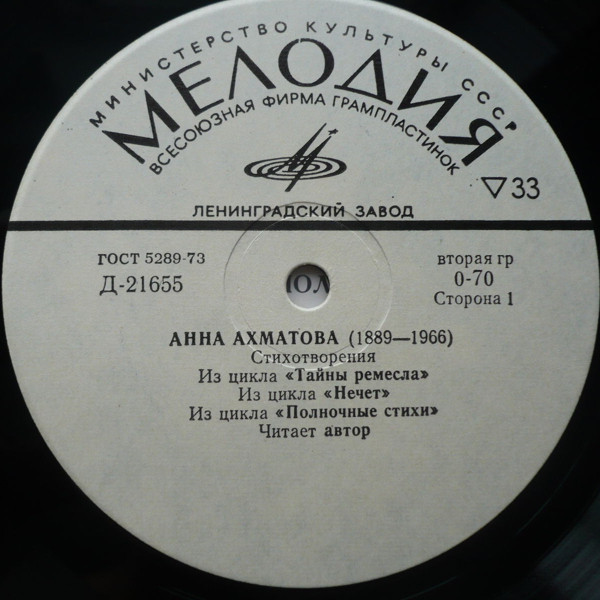 МИНИСТЕРСТВО КУЛЬТУРЫ СССР
МЕЛОДИЯ
ВСЕСОЮЗНАЯ ФИРМА ГРАМПЛАСТИНОК
▽33
ЛЕНИНГРАДСКИЙ ЗАВОД
ГОСТ 5289-73
вторая гр
Д-21655
0-70
Сторона 1
АННА АХМАТОВА (1889—1966)
Стихотворения
Из цикла «Тайны ремесла»
Из цикла «Нечет»
Из цикла «Полночные стихи»
Читает автор